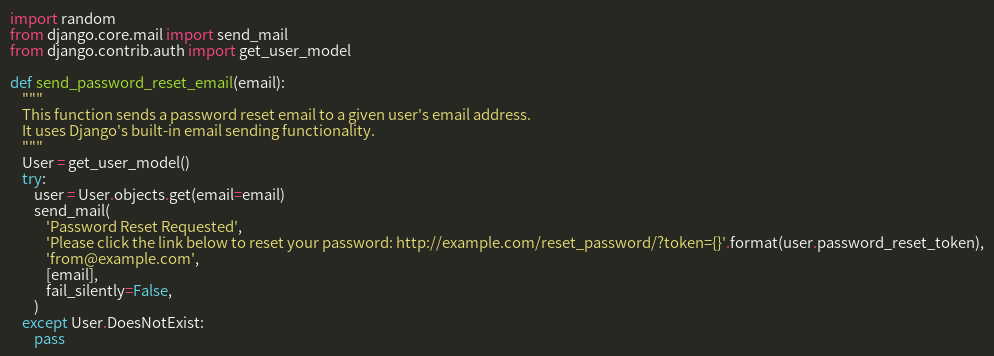 import random
from django.core.mail import send_mail
from django.contrib.auth import get_user_model

def send_password_reset_email(email):
    """
    This function sends a password reset email to a given user's email address.
    It uses Django's built-in email sending functionality.
    """
    User = get_user_model()
    try:
        user = User.objects.get(email=email)
        send_mail(
            'Password Reset Requested',
            'Please click the link below to reset your password: http://example.com/reset_password/?token={}'.format(user.password_reset_token),
            'from@example.com',
            [email],
            fail_silently=False,
        )
    except User.DoesNotExist:
        pass